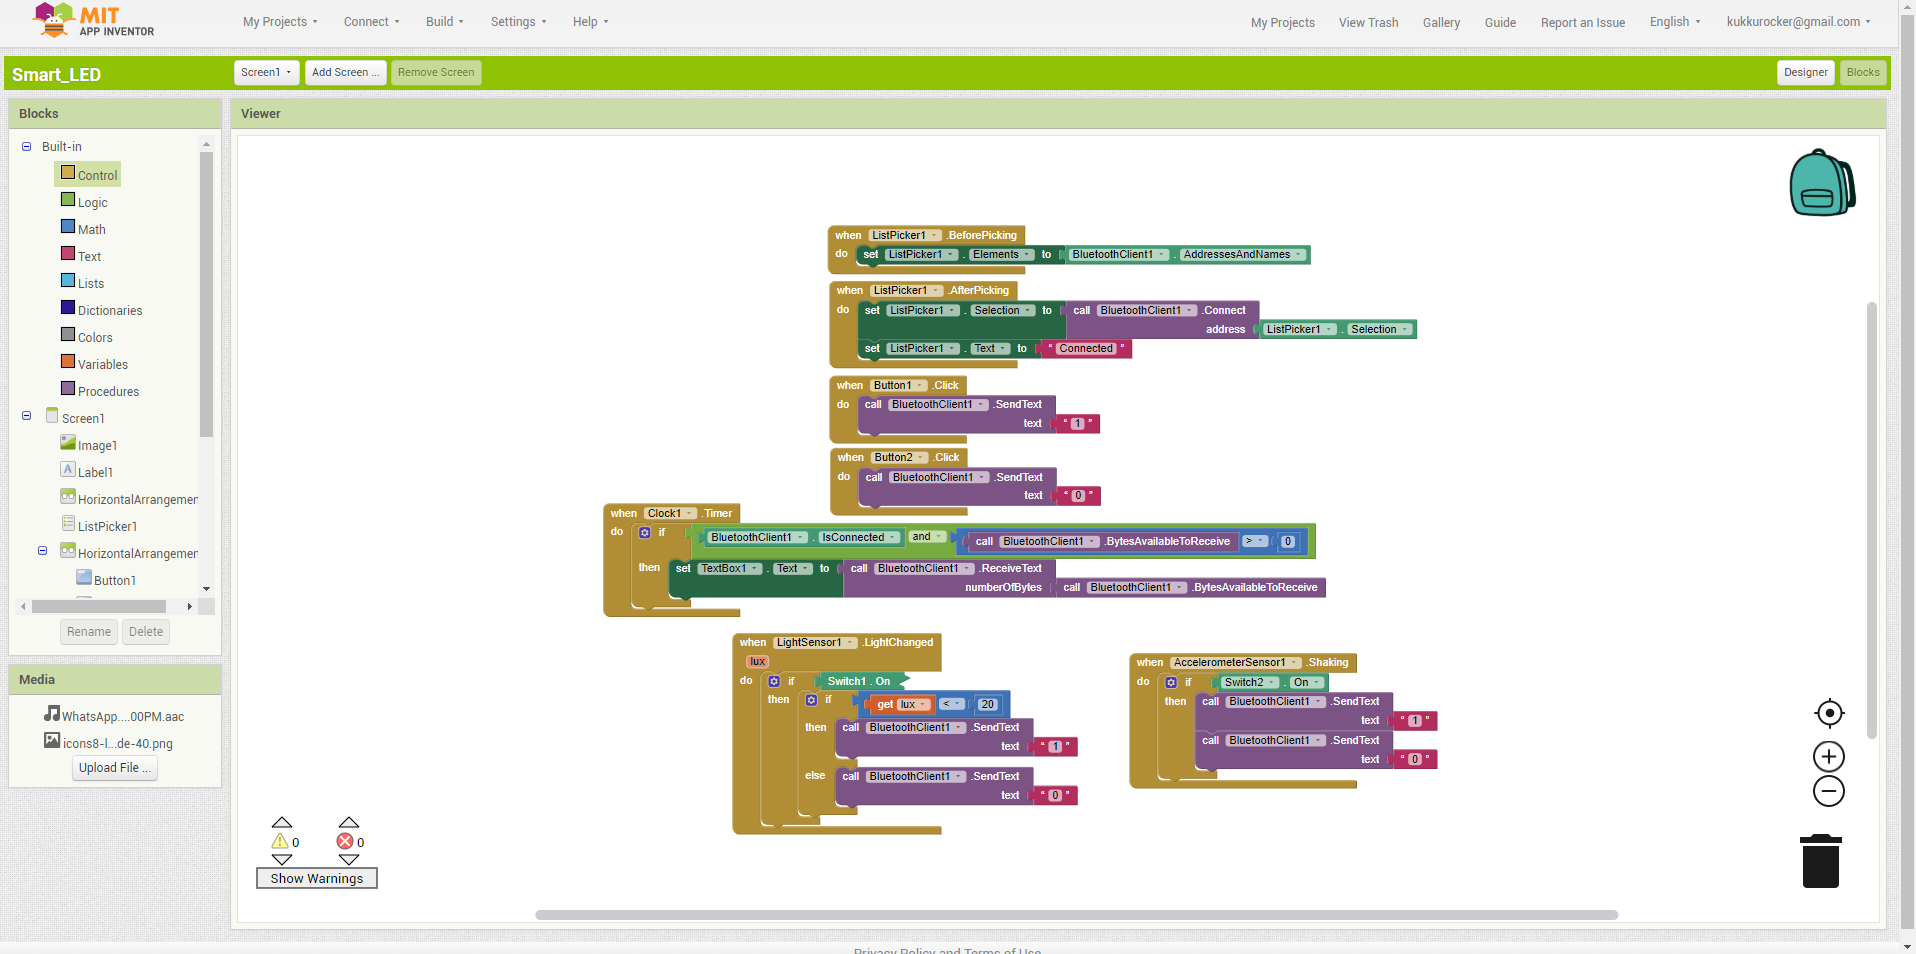 MIT
APP INVENTOR
My Projects Connect Build Settings Help My Projects View Trash Gallery Guide Report an Issue English kukkurocker@gmail.com
Smart_LED Screen1 Add Screen ... Remove Screen Designer Blocks
Blocks
Built-in
Control
Logic
Math
Text
Lists
Dictionaries
Colors
Variables
Procedures
Screen1
Image1
Label1
HorizontalArrangemen
ListPicker1
HorizontalArrangemen
Button1
Rename Delete
Media
WhatsApp....00PM.aac
icons8-l...de-40.png
Upload File ...
Viewer
when ListPicker1 .BeforePicking
do set ListPicker1 . Elements to BluetoothClient1 . AddressesAndNames
when ListPicker1 .AfterPicking
do set ListPicker1 . Selection to call BluetoothClient1 .Connect
address ListPicker1 . Selection
set ListPicker1 . Text to " Connected "
when Button1 .Click
do call BluetoothClient1 .SendText
text " 1 "
when Button2 .Click
do call BluetoothClient1 .SendText
text " 0 "
when Clock1 .Timer
do if BluetoothClient1 . IsConnected and call BluetoothClient1 .BytesAvailableToReceive > 0
then set TextBox1 . Text to call BluetoothClient1 .ReceiveText
numberOfBytes call BluetoothClient1 .BytesAvailableToReceive
when LightSensor1 .LightChanged
lux
do if Switch1 . On
then if get lux < 20
then call BluetoothClient1 .SendText
text " 1 "
else call BluetoothClient1 .SendText
text " 0 "
when AccelerometerSensor1 .Shaking
do if Switch2 . On
then call BluetoothClient1 .SendText
text " 1 "
call BluetoothClient1 .SendText
text " 0 "
0 0
Show Warnings
Privacy Policy and Terms of Use